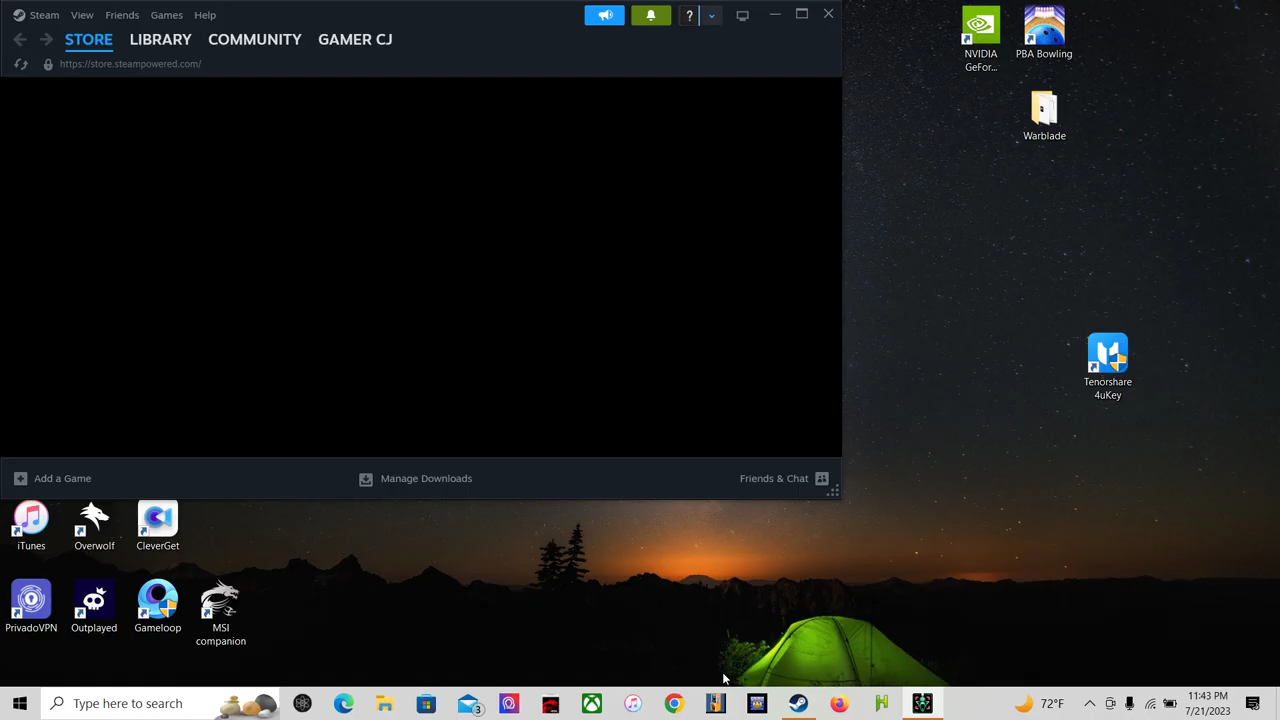 Steam View Friends Games Help
STORE LIBRARY COMMUNITY GAMER CJ
https://store.steampowered.com/
Add a Game
Manage Downloads
Friends & Chat
NVIDIA
GeFor...
PBA Bowling
Warblade
Tenorshare
4uKey
iTunes
Overwolf
CleverGet
PrivadoVPN
Outplayed
Gameloop
MSI
companion
Type here to search
3
72°F
11:43 PM
7/21/2023